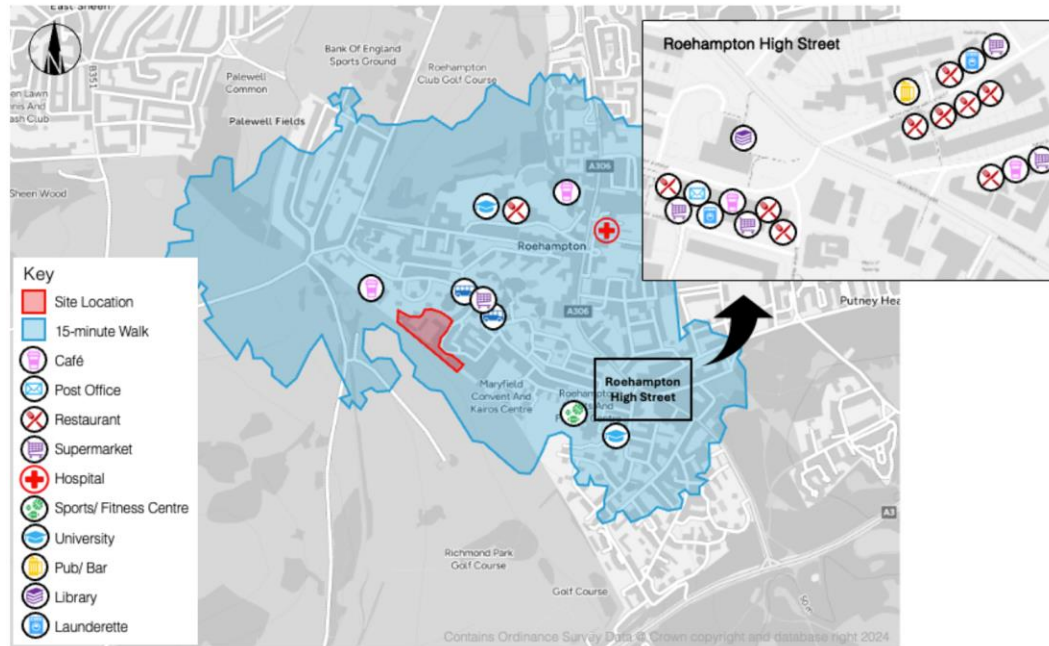 East Sheen
Bank Of England
Sports Ground
B351
Palewell
Common
Roehampton
Club Golf Course
Palewell Fields
Sheen Wood
A306
Roehampton
A306
Maryfield
Convent And
Kairos Centre
Roehampton
High Street
Richmond Park
Golf Course
Golf Course
Putney Hea
A3
Roehampton High Street
Key
Site Location
15-minute Walk
Café
Post Office
Restaurant
Supermarket
Hospital
Sports/ Fitness Centre
University
Pub/ Bar
Library
Launderette
Contains Ordinance Survey Data @ Crown copyright and database right 2024